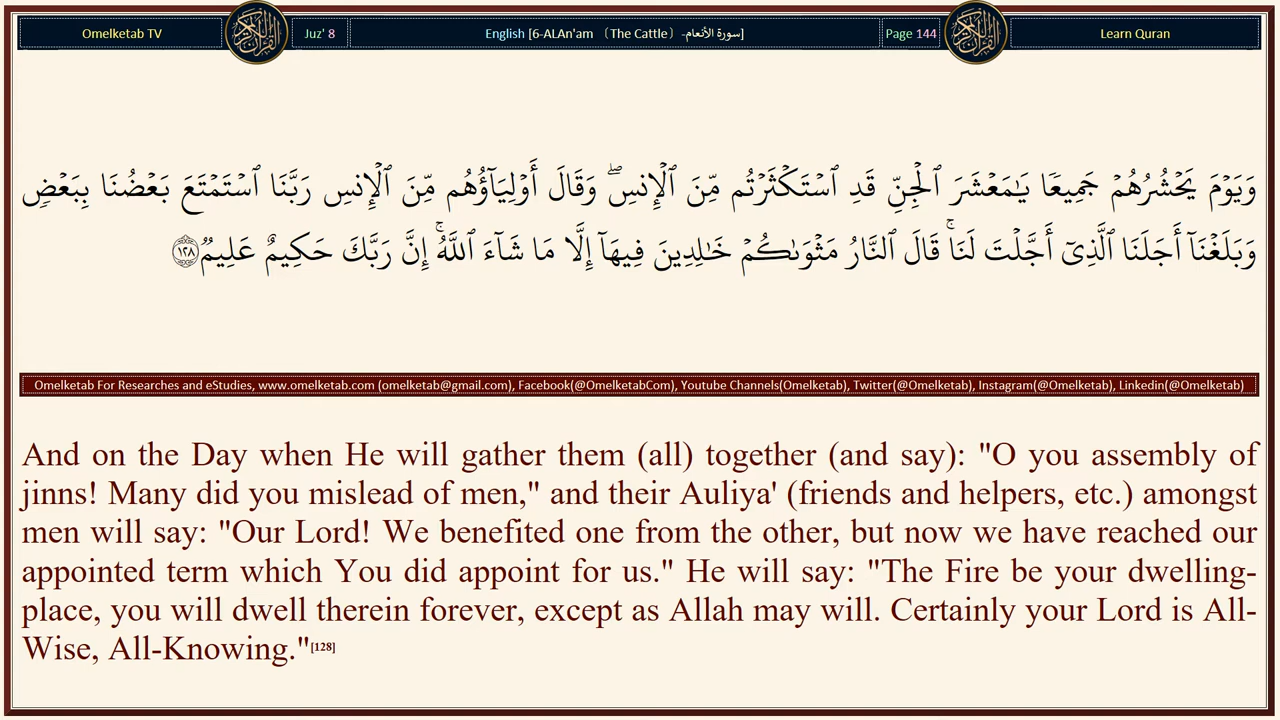 Omelketab TV
Juz' 8
English [6-ALAn'am （The Cattle） -سورة الأنعام]
Page 144
Learn Quran
وَيَوْمَ يَحْشُرُهُمْ جَمِيعًا يَٰمَعْشَرَ ٱلْجِنِّ قَدِ ٱسْتَكْثَرْتُم مِّنَ ٱلْإِنسِۖ وَقَالَ أَوْلِيَآؤُهُم مِّنَ ٱلْإِنسِ رَبَّنَا ٱسْتَمْتَعَ بَعْضُنَا بِبَعْضٍ
وَبَلَغْنَآ أَجَلَنَا ٱلَّذِىٓ أَجَّلْتَ لَنَاۚ قَالَ ٱلنَّارُ مَثْوَىٰكُمْ خَٰلِدِينَ فِيهَآ إِلَّا مَا شَآءَ ٱللَّهُۚ إِنَّ رَبَّكَ حَكِيمٌ عَلِيمٌ ١٢٨
Omelketab For Researches and eStudies, www.omelketab.com (omelketab@gmail.com), Facebook(@OmelketabCom), Youtube Channels(Omelketab), Twitter(@Omelketab), Instagram(@Omelketab), Linkedin(@Omelketab)
And on the Day when He will gather them (all) together (and say): "O you assembly of
jinns! Many did you mislead of men," and their Auliya' (friends and helpers, etc.) amongst
men will say: "Our Lord! We benefited one from the other, but now we have reached our
appointed term which You did appoint for us." He will say: "The Fire be your dwelling-
place, you will dwell therein forever, except as Allah may will. Certainly your Lord is All-
Wise, All-Knowing."[128]